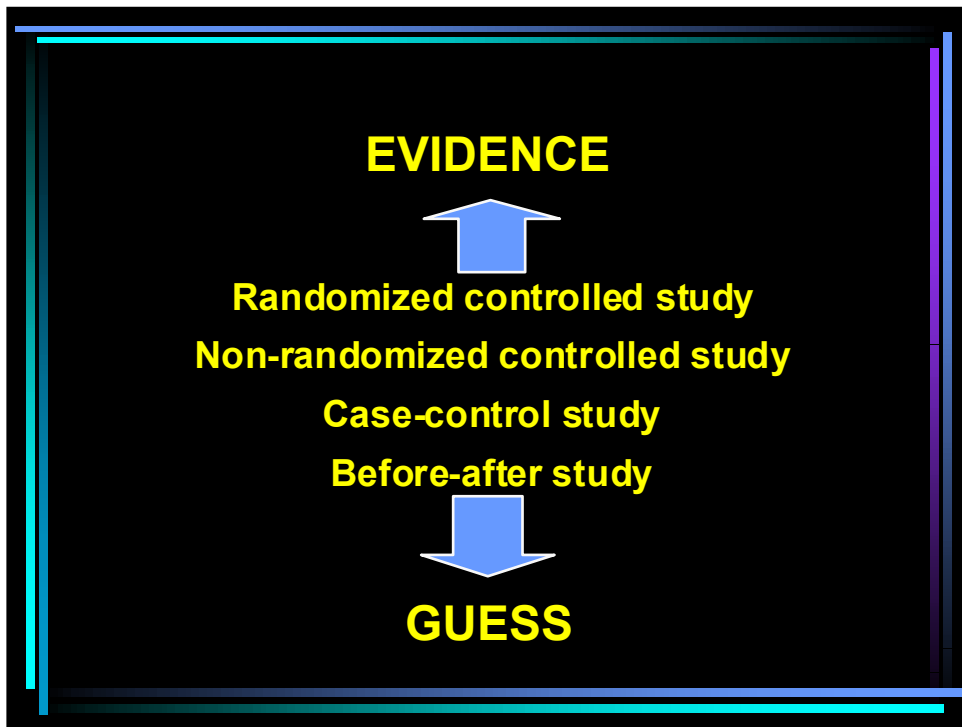 EVIDENCE
Randomized controlled study
Non-randomized controlled study
Case-control study
Before-after study
GUESS